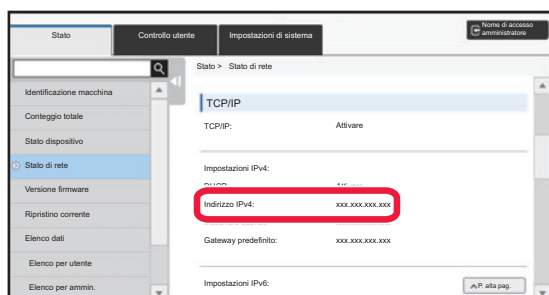 Stato
Controllo utente
Impostazioni di sistema
Nome di accesso
amministratore
Stato > Stato di rete
Identificazione macchina
Conteggio totale
Stato dispositivo
Stato di rete
Versione firmware
Ripristino corrente
Elenco dati
Elenco per utente
Elenco per ammin.
TCP/IP
TCP/IP: Attivare
Impostazioni IPv4:
Indirizzo IPv4: xxx.xxx.xxx.xxx
Gateway predefinito: xxx.xxx.xxx.xxx
Impostazioni IPv6:
P. alta pag.